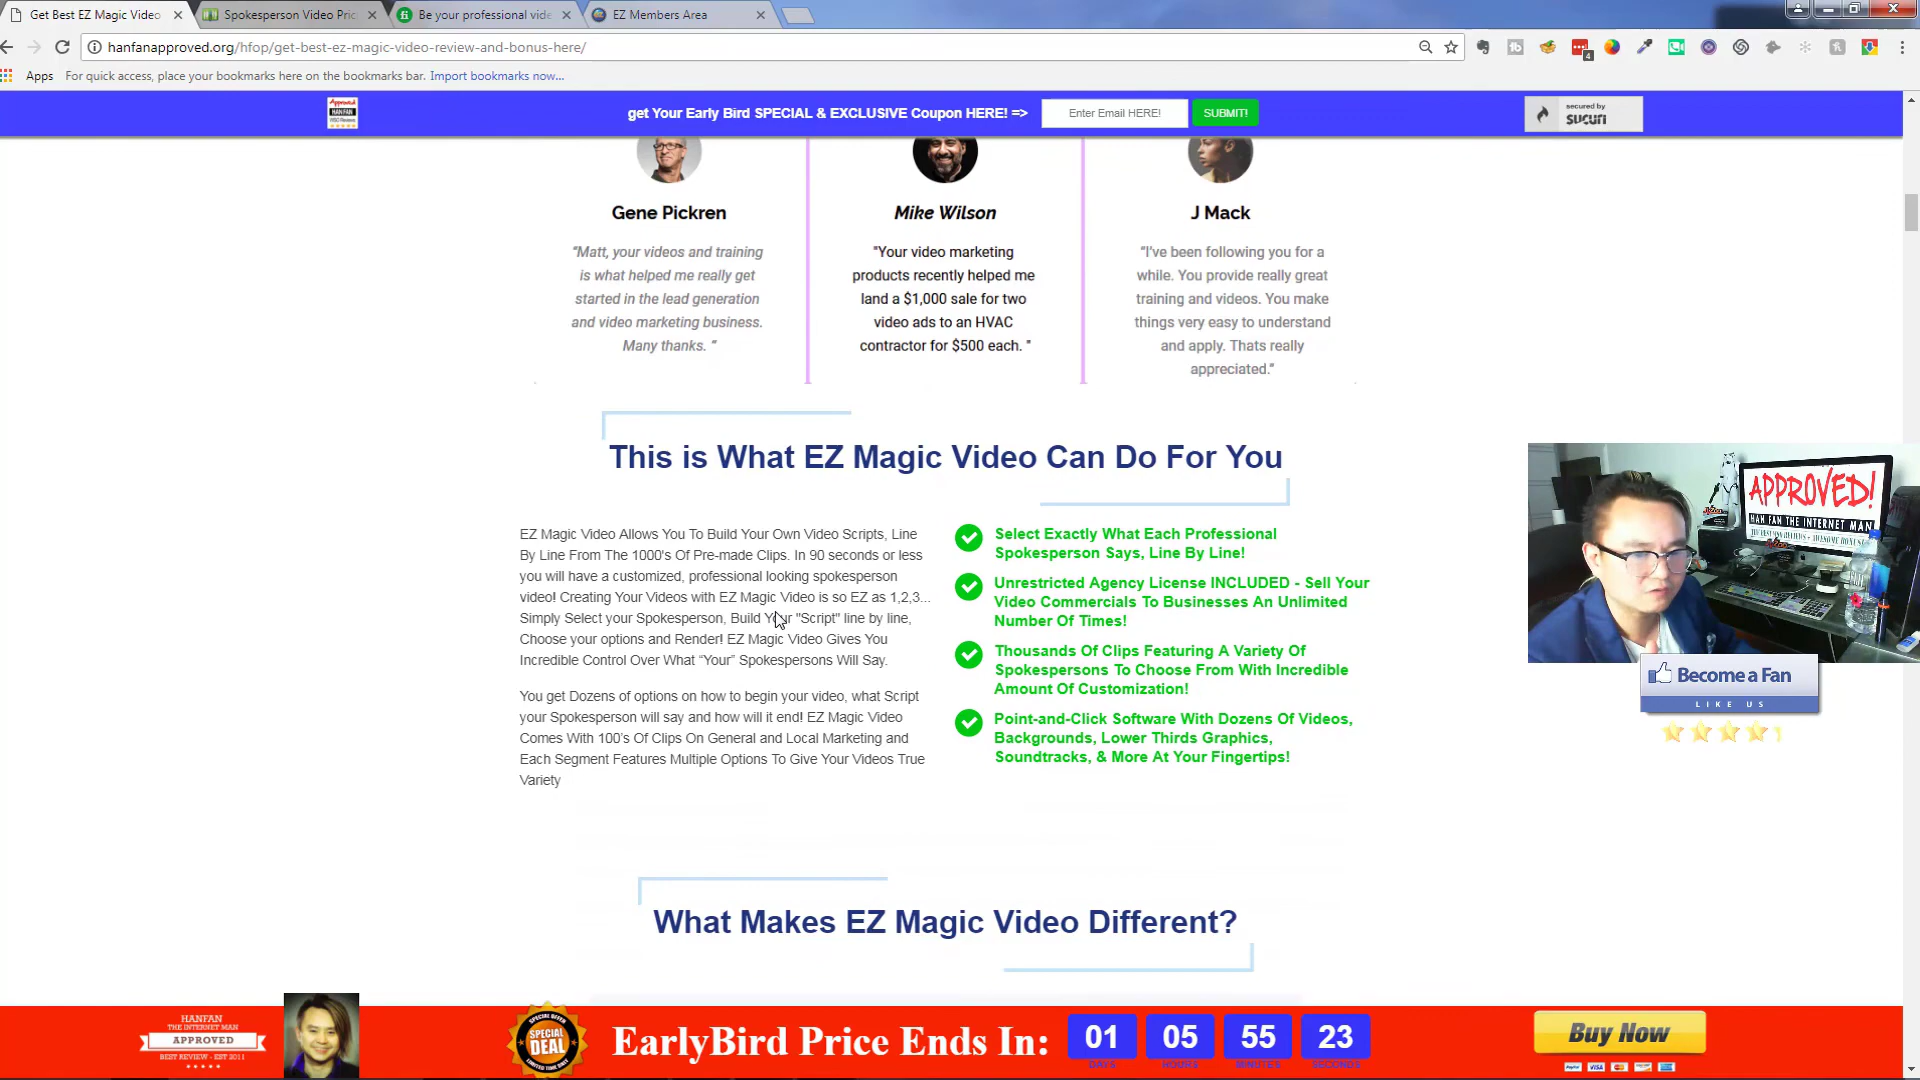 Get Best EZ Magic Video
Spokesperson Video Pric
Be your professional vide
EZ Members Area
hanfanapproved.org/hfop/get-best-ez-magic-video-review-and-bonus-here/
4
Apps
For quick access, place your bookmarks here on the bookmarks bar. Import bookmarks now...
Approved
HAN FAN
get Your Early Bird SPECIAL & EXCLUSIVE Coupon HERE! =>
Enter Email HERE!
SUBMIT!
secured by
sucuri
Gene Pickren
Mike Wilson
J Mack
"Matt, your videos and training
is what helped me really get
started in the lead generation
and video marketing business.
Many thanks. "
"Your video marketing
products recently helped me
land a $1,000 sale for two
video ads to an HVAC
contractor for $500 each. "
"I've been following you for a
while. You provide really great
training and videos. You make
things very easy to understand
and apply. Thats really
appreciated."
This is What EZ Magic Video Can Do For You
EZ Magic Video Allows You To Build Your Own Video Scripts, Line
By Line From The 1000's Of Pre-made Clips. In 90 seconds or less
you will have a customized, professional looking spokesperson
video! Creating Your Videos with EZ Magic Video is so EZ as 1,2,3...
Simply Select your Spokesperson, Build Your "Script" line by line,
Choose your options and Render! EZ Magic Video Gives You
Incredible Control Over What “Your” Spokespersons Will Say.
You get Dozens of options on how to begin your video, what Script
your Spokesperson will say and how will it end! EZ Magic Video
Comes With 100's Of Clips On General and Local Marketing and
Each Segment Features Multiple Options To Give Your Videos True
Variety
Select Exactly What Each Professional
Spokesperson Says, Line By Line!
Unrestricted Agency License INCLUDED - Sell Your
Video Commercials To Businesses An Unlimited
Number Of Times!
Thousands Of Clips Featuring A Variety Of
Spokespersons To Choose From With Incredible
Amount Of Customization!
Point-and-Click Software With Dozens Of Videos,
Backgrounds, Lower Thirds Graphics,
Soundtracks, & More At Your Fingertips!
APPROVED!
HAN FAN THE INTERNET MAN
Become a Fan
LIKE US
What Makes EZ Magic Video Different?
HANFAN
THE INTERNET MAN
APPROVED
BEST REVIEW - EST 2011
SPECIAL OFFER
SPECIAL
DEAL
EarlyBird Price Ends In:
01
05
55
23
DAYS
HOURS
MINUTES
SECONDS
Buy Now
PayPal
VISA